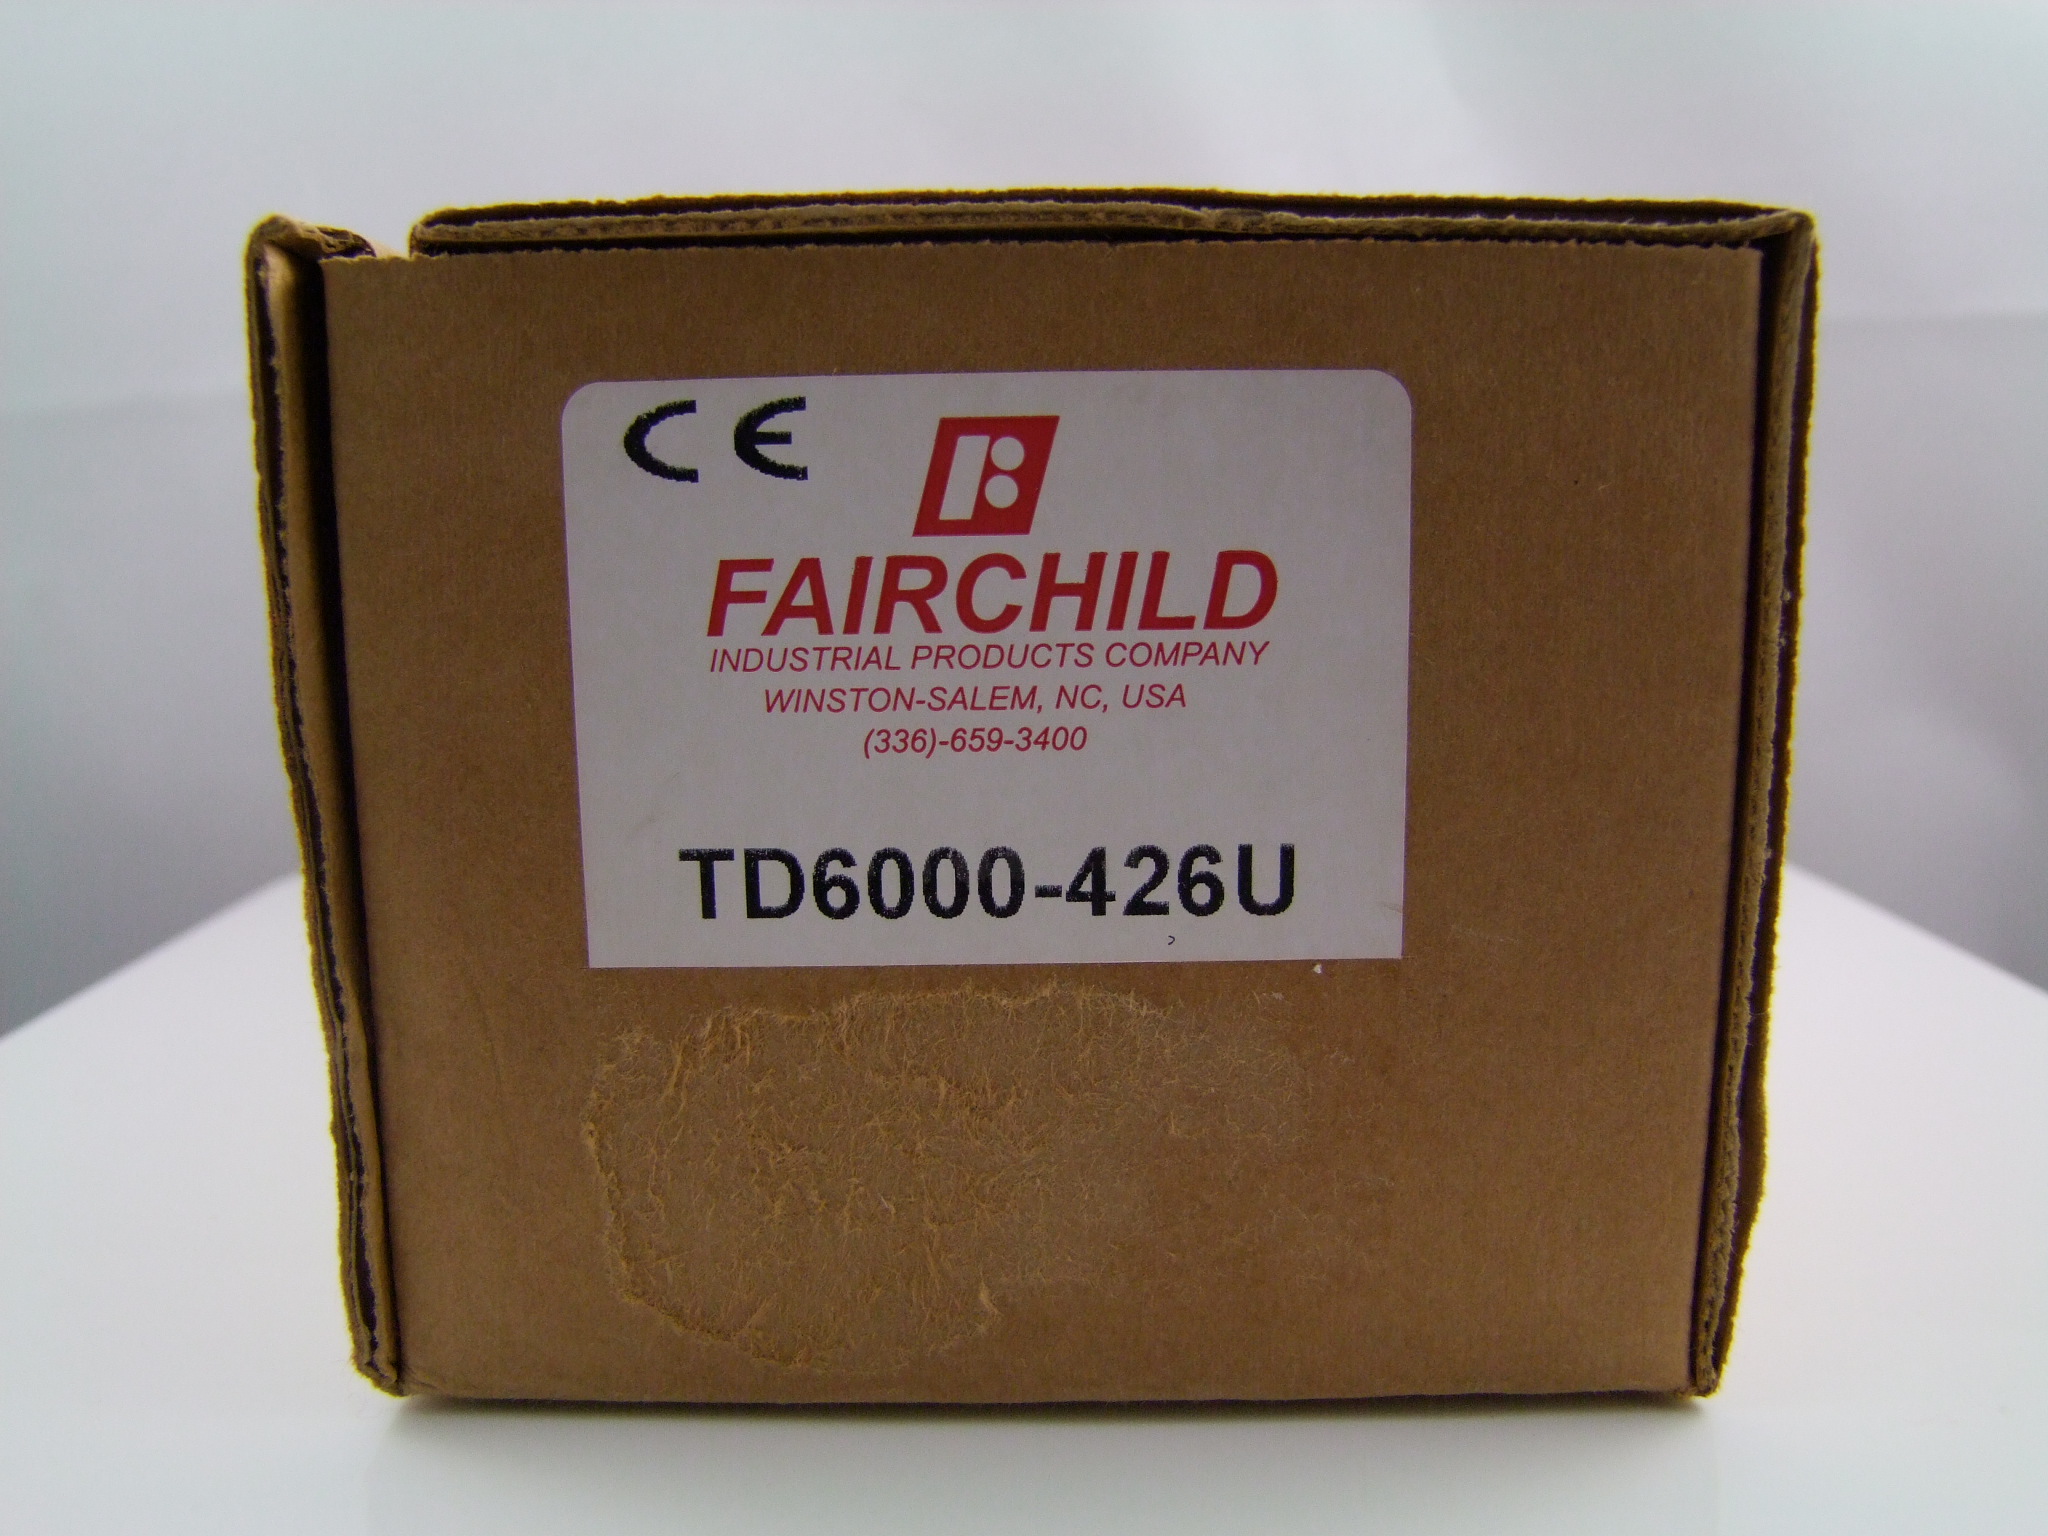 CE
FAIRCHILD
INDUSTRIAL PRODUCTS COMPANY
WINSTON-SALEM, NC, USA
(336)-659-3400
TD6000-426U